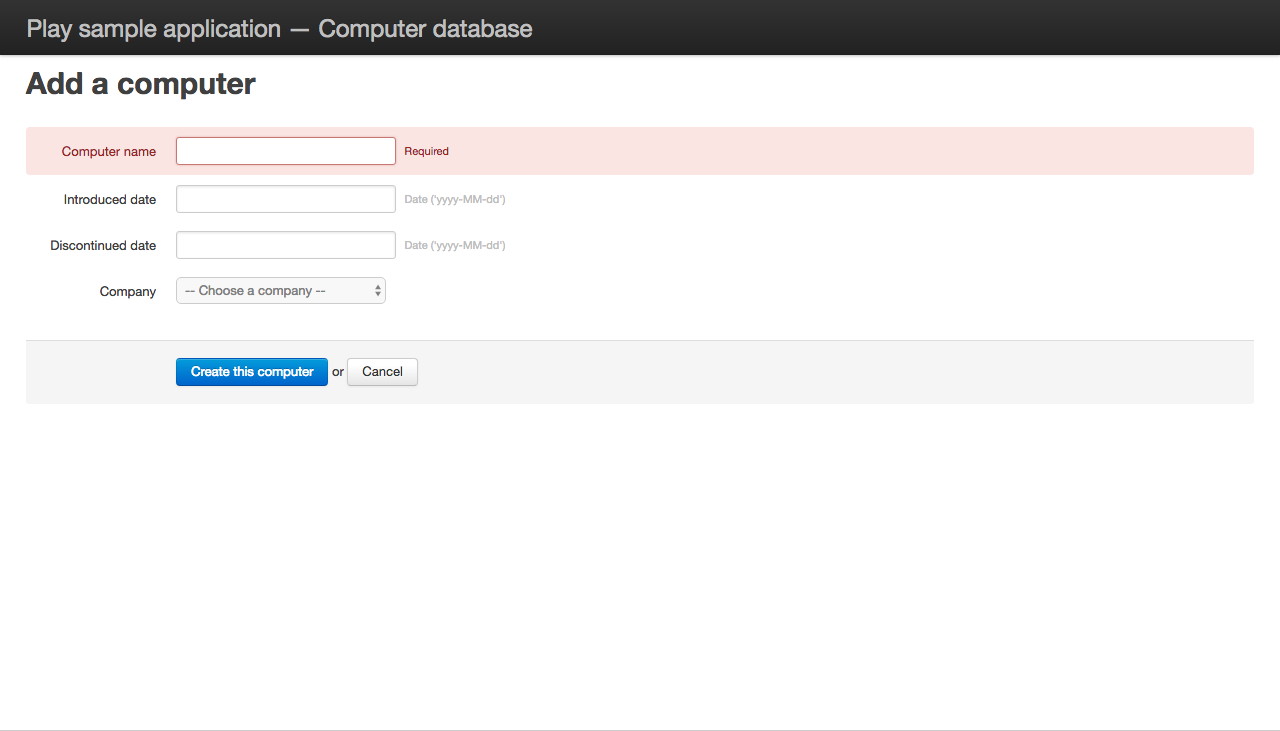 Play sample application — Computer database
Add a computer
Computer name Required
Introduced date Date ('yyyy-MM-dd')
Discontinued date Date ('yyyy-MM-dd')
Company -- Choose a company --
Create this computer or Cancel